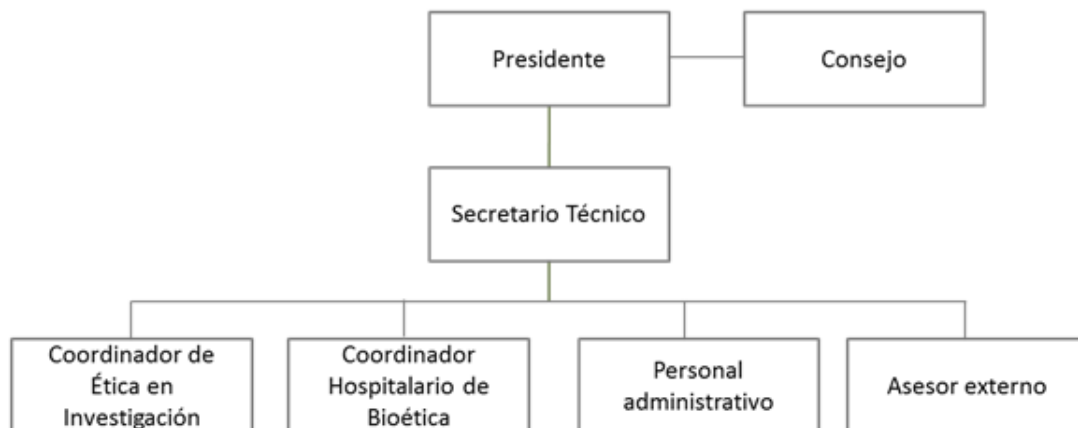 Presidente
Consejo
Secretario Técnico
Coordinador de
Ética en
Investigación
Coordinador
Hospitalario de
Bioética
Personal
administrativo
Asesor externo